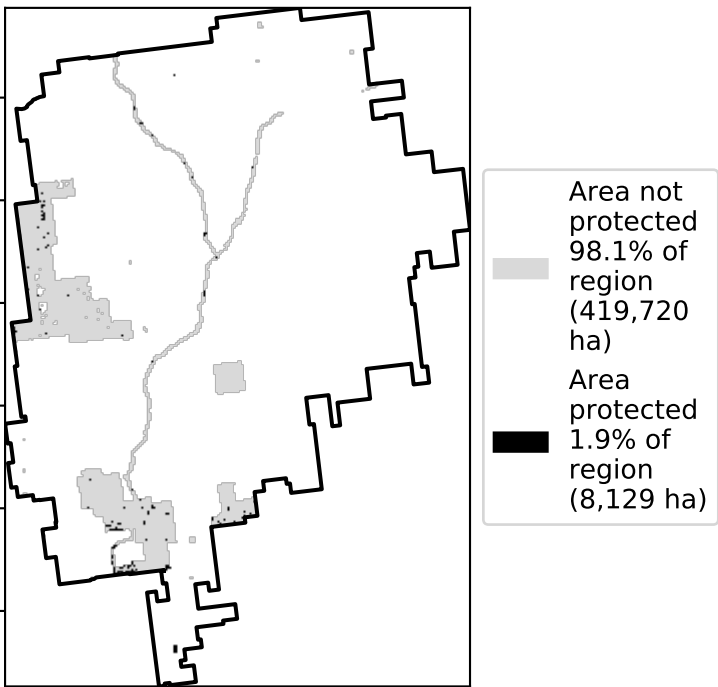 Area not
protected
98.1% of
region
(419,720
ha)
Area
protected
1.9% of
region
(8,129 ha)